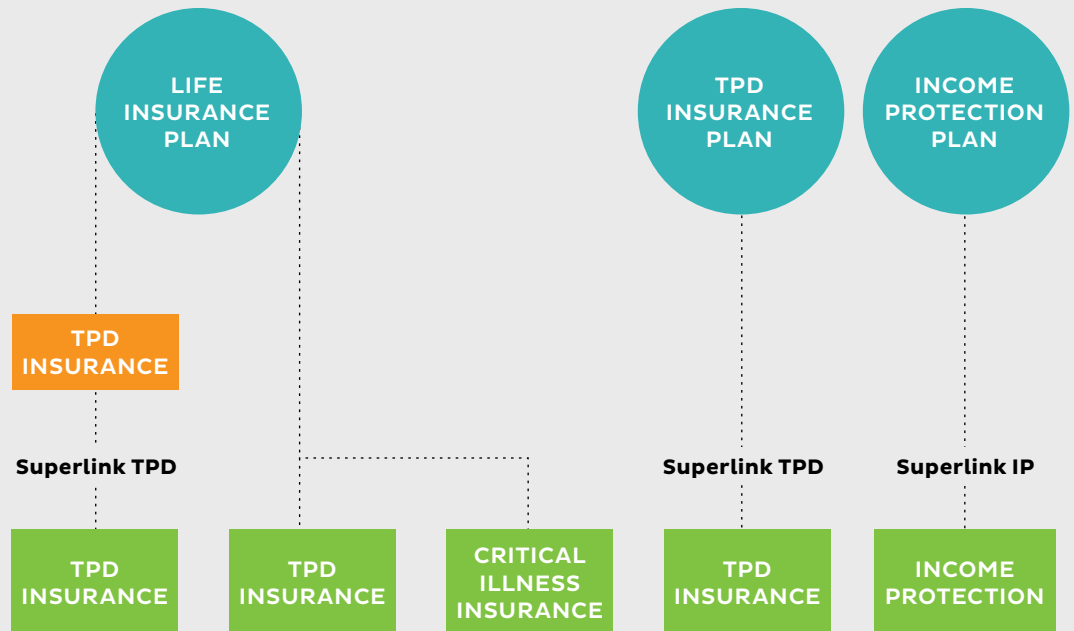 LIFE
INSURANCE
PLAN
TPD
INSURANCE
PLAN
INCOME
PROTECTION
PLAN
TPD
INSURANCE
Superlink TPD
Superlink TPD
Superlink IP
TPD
INSURANCE
TPD
INSURANCE
CRITICAL
ILLNESS
INSURANCE
TPD
INSURANCE
INCOME
PROTECTION